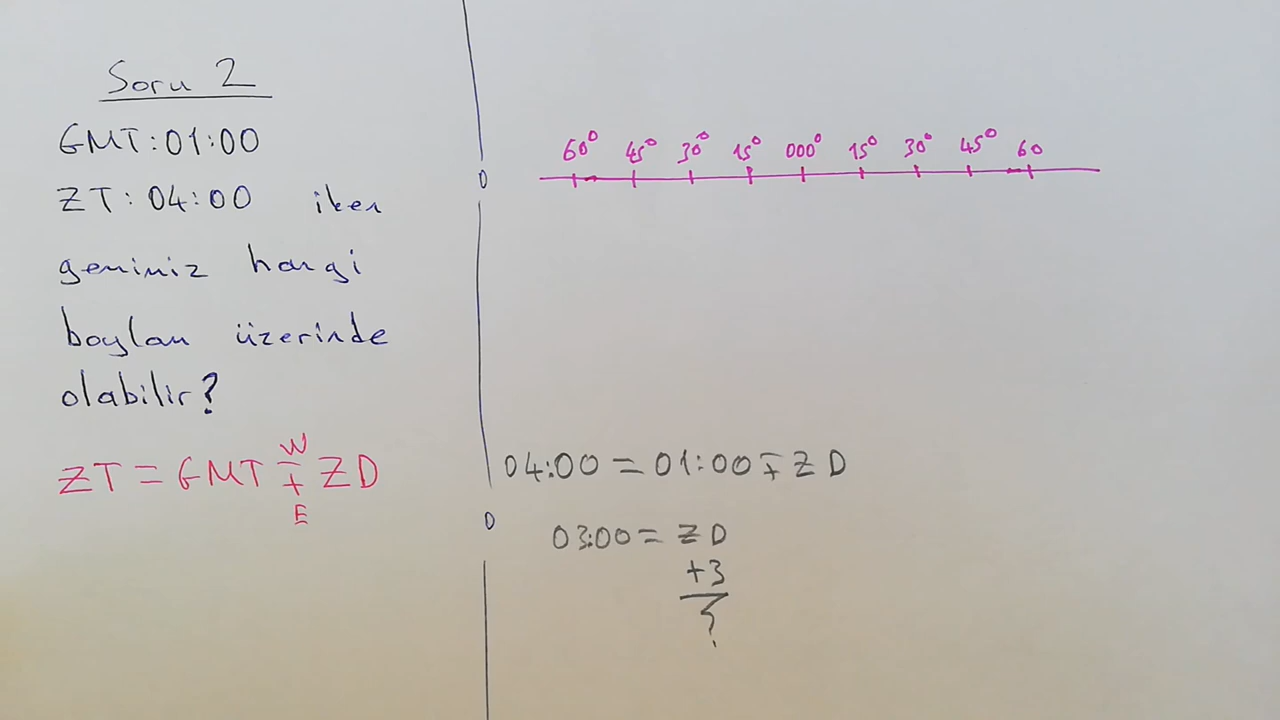 Soru 2
GMT:01:00
ZT:04:00 iken
geminiz hangi
boylam üzerinde
olabilir?
W
ZT = GMT ∓ ZD
E
60° 45° 30° 15° 000° 15° 30° 45° 60
04:00 = 01:00 ∓ ZD
03:00 = ZD
+3
?